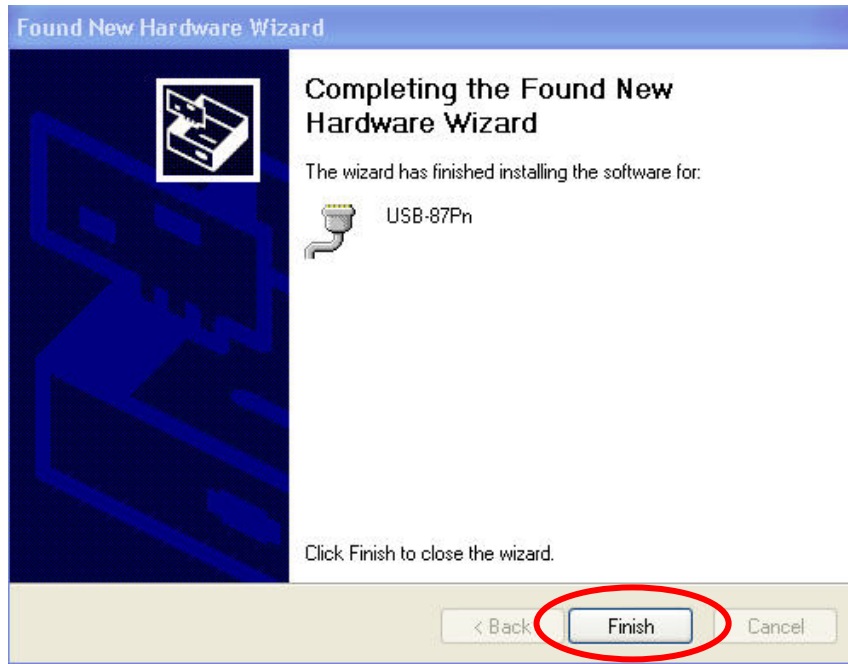 Found New Hardware Wizard
Completing the Found New
Hardware Wizard
The wizard has finished installing the software for:
USB-87Pn
Click Finish to close the wizard.
< Back
Finish
Cancel